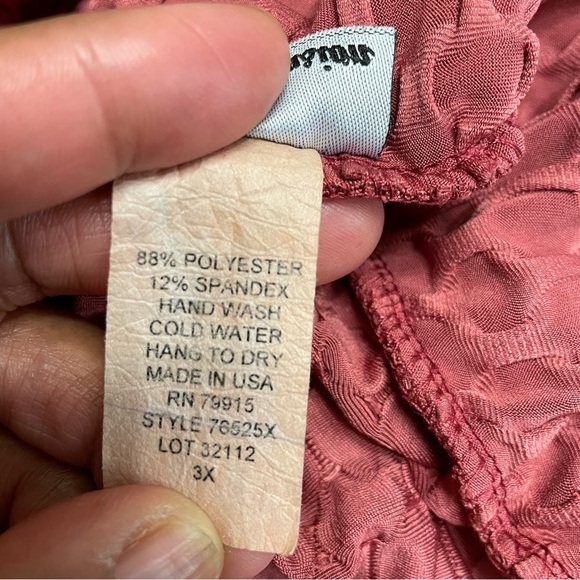 88% POLYESTER
12% SPANDEX
HAND WASH
COLD WATER
HANG TO DRY
MADE IN USA
RN 79915
STYLE 76525X
LOT 32112
3X